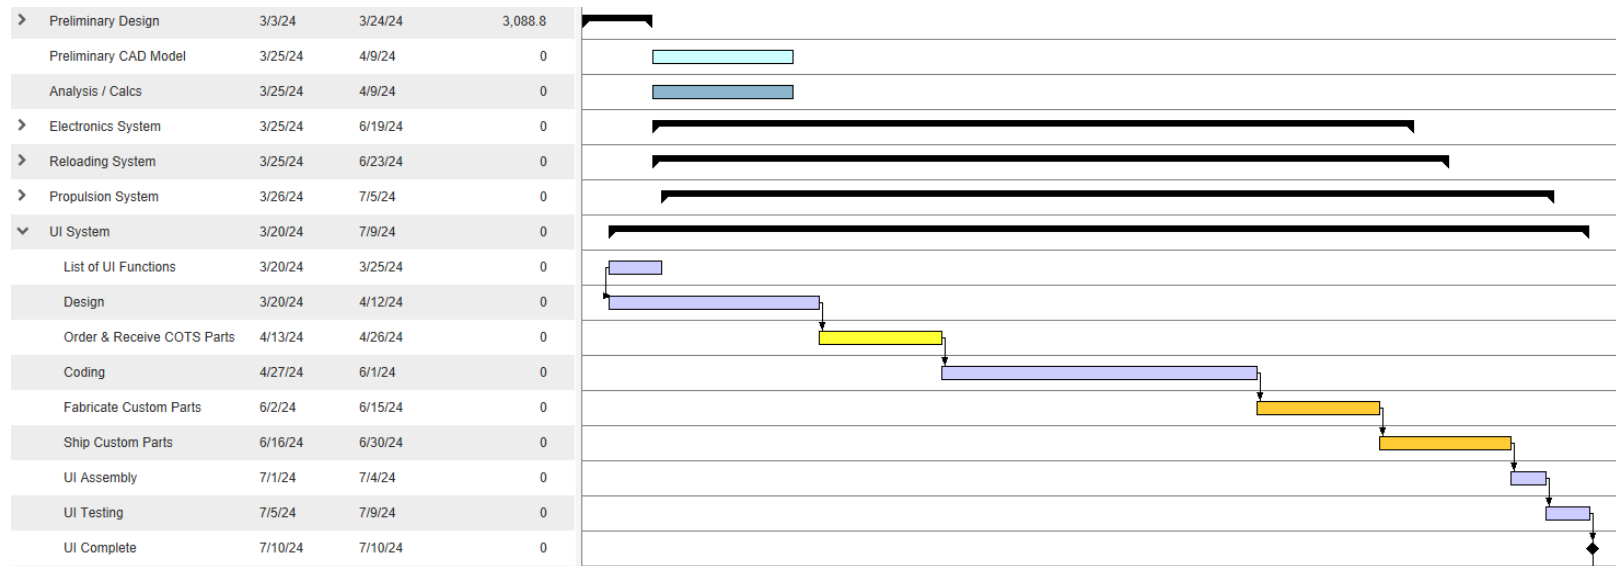 Preliminary Design 3/3/24 3/24/24 3,088.8
Preliminary CAD Model 3/25/24 4/9/24 0
Analysis / Calcs 3/25/24 4/9/24 0
Electronics System 3/25/24 6/19/24 0
Reloading System 3/25/24 6/23/24 0
Propulsion System 3/26/24 7/5/24 0
UI System 3/20/24 7/9/24 0
List of UI Functions 3/20/24 3/25/24 0
Design 3/20/24 4/12/24 0
Order & Receive COTS Parts 4/13/24 4/26/24 0
Coding 4/27/24 6/1/24 0
Fabricate Custom Parts 6/2/24 6/15/24 0
Ship Custom Parts 6/16/24 6/30/24 0
UI Assembly 7/1/24 7/4/24 0
UI Testing 7/5/24 7/9/24 0
UI Complete 7/10/24 7/10/24 0